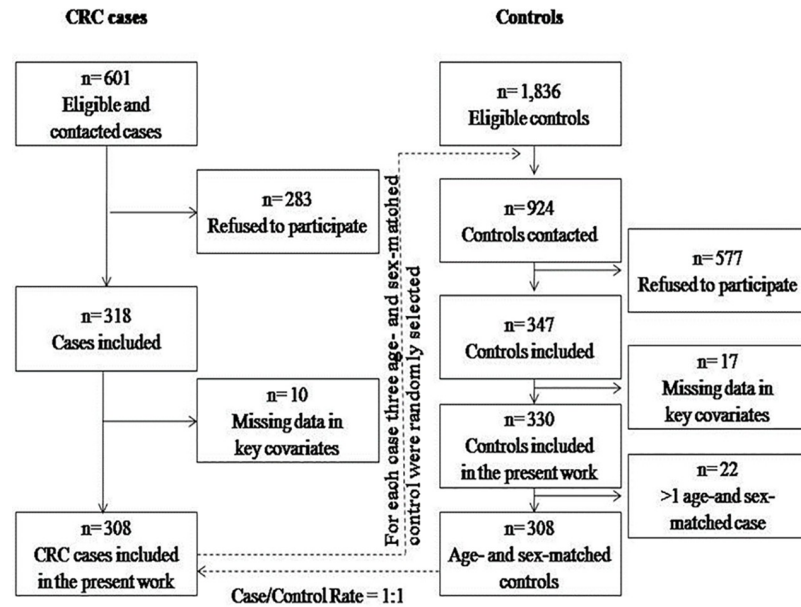 CRC cases
n=601
Eligible and
contacted cases
n=283
Refused to participate
n=318
Cases included
n=10
Missing data in
key covariates
n=308
CRC cases included
in the present work
For each case three age- and sex-matched
control were randomly selected
Controls
n=1,836
Eligible controls
n=924
Controls contacted
n=577
Refused to participate
n=347
Controls included
n=17
Missing data in
key covariates
n=330
Controls included
in the present work
n=22
>1 age-and sex-
matched case
n=308
Age- and sex-matched
controls
Case/Control Rate = 1:1